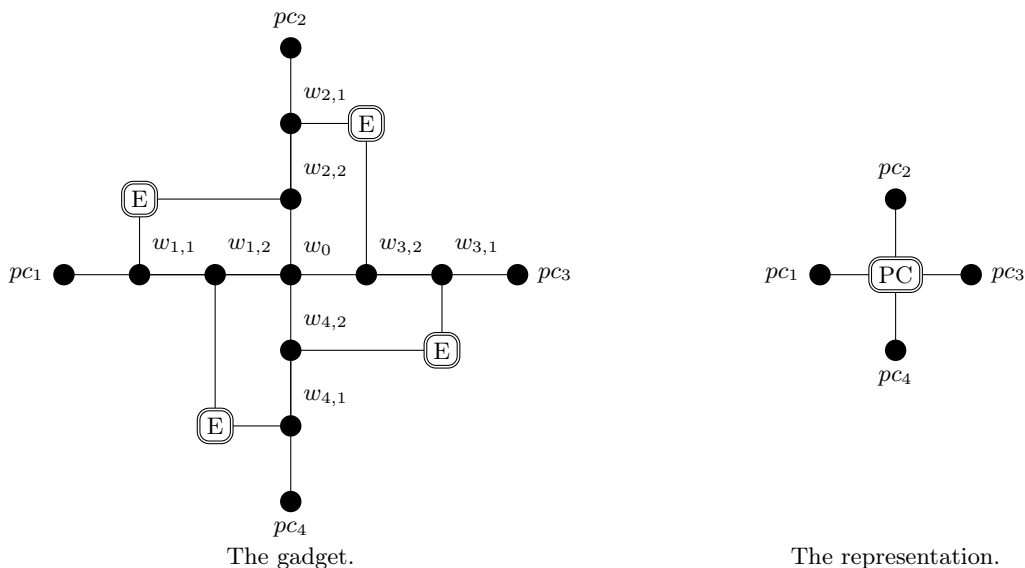 pc₂
w₂,₁
E
w₂,₂
E
pc₂
w₁,₁ w₁,₂ w₀ w₃,₂ w₃,₁
pc₁ pc₃
pc₁ PC pc₃
w₄,₂
E
pc₄
w₄,₁
E
pc₄
The gadget.
The representation.